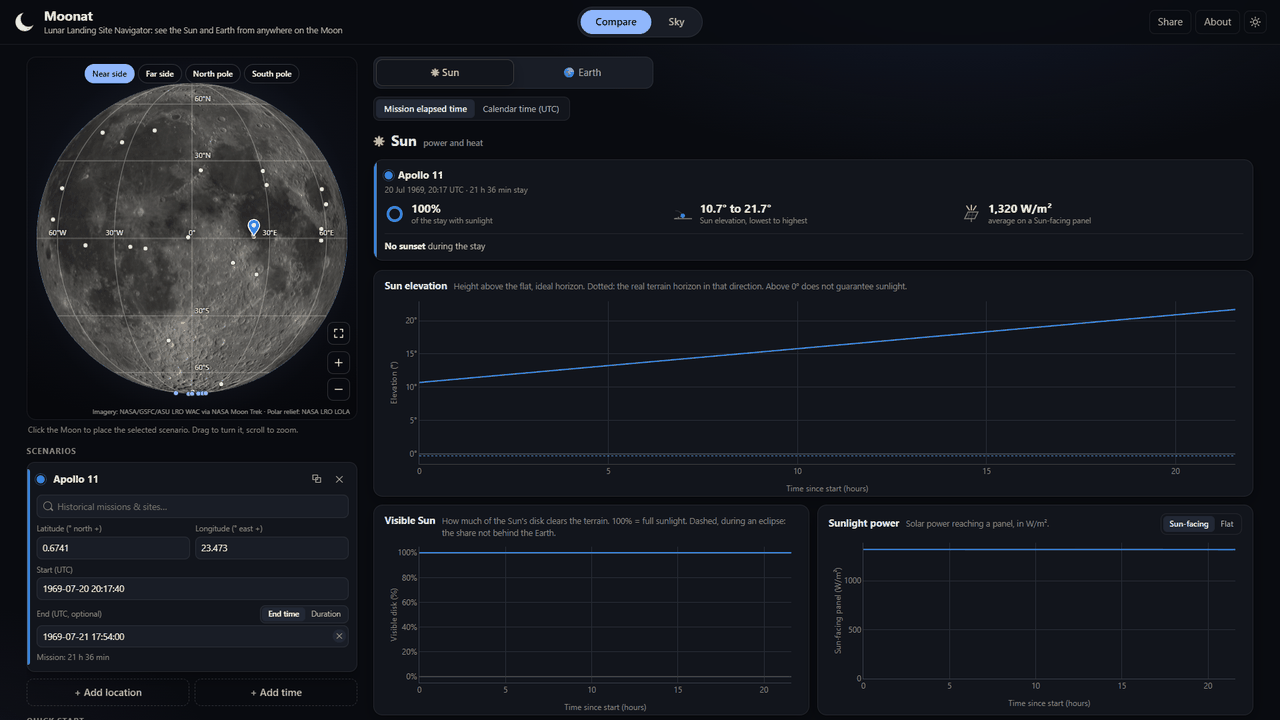 Moonat
Lunar Landing Site Navigator: see the Sun and Earth from anywhere on the Moon
Compare
Sky
Share
About
Near side
Far side
North pole
South pole
60°N
30°N
60°W
30°W
0°
30°E
60°E
30°S
60°S
Imagery: NASA/GSFC/ASU LRO WAC via NASA Moon Trek · Polar relief: NASA LRO LOLA
Click the Moon to place the selected scenario. Drag to turn it, scroll to zoom.
SCENARIOS
Apollo 11
Historical missions & sites...
Latitude (° north +)
Longitude (° east +)
0.6741
23.473
Start (UTC)
1969-07-20 20:17:40
End (UTC, optional)
End time
Duration
1969-07-21 17:54:00
Mission: 21 h 36 min
+ Add location
+ Add time
QUICK START
Sun
Earth
Mission elapsed time
Calendar time (UTC)
Sun power and heat
Apollo 11
20 Jul 1969, 20:17 UTC · 21 h 36 min stay
100%
of the stay with sunlight
10.7° to 21.7°
Sun elevation, lowest to highest
1,320 W/m²
average on a Sun-facing panel
No sunset during the stay
Sun elevation Height above the flat, ideal horizon. Dotted: the real terrain horizon in that direction. Above 0° does not guarantee sunlight.
Elevation (°)
20°
15°
10°
5°
0°
0 5 10 15 20
Time since start (hours)
Visible Sun How much of the Sun's disk clears the terrain. 100% = full sunlight. Dashed, during an eclipse:
the share not behind the Earth.
Visible disk (%)
100%
80%
60%
40%
20%
0%
0 5 10 15 20
Time since start (hours)
Sunlight power Solar power reaching a panel, in W/m².
Sun-facing
Flat
Sun-facing panel (W/m²)
1000
500
0
0 5 10 15 20
Time since start (hours)